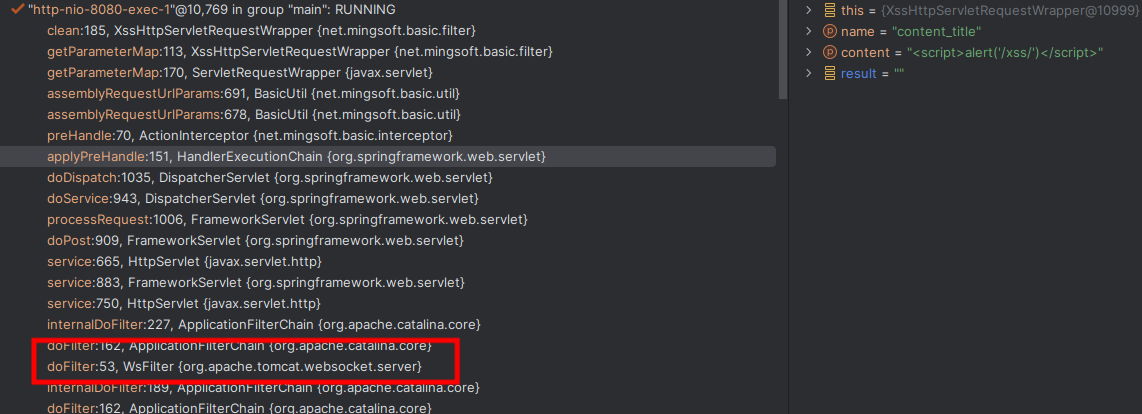 "http-nio-8080-exec-1"@10,769 in group "main": RUNNING
clean:185, XssHttpServletRequestWrapper {net.mingsoft.basic.filter}
getParameterMap:113, XssHttpServletRequestWrapper {net.mingsoft.basic.filter}
getParameterMap:170, ServletRequestWrapper {javax.servlet}
assemblyRequestUrlParams:691, BasicUtil {net.mingsoft.basic.util}
assemblyRequestUrlParams:678, BasicUtil {net.mingsoft.basic.util}
preHandle:70, ActionInterceptor {net.mingsoft.basic.interceptor}
applyPreHandle:151, HandlerExecutionChain {org.springframework.web.servlet}
doDispatch:1035, DispatcherServlet {org.springframework.web.servlet}
doService:943, DispatcherServlet {org.springframework.web.servlet}
processRequest:1006, FrameworkServlet {org.springframework.web.servlet}
doPost:909, FrameworkServlet {org.springframework.web.servlet}
service:665, HttpServlet {javax.servlet.http}
service:883, FrameworkServlet {org.springframework.web.servlet}
service:750, HttpServlet {javax.servlet.http}
internalDoFilter:227, ApplicationFilterChain {org.apache.catalina.core}
doFilter:162, ApplicationFilterChain {org.apache.catalina.core}
doFilter:53, WsFilter {org.apache.tomcat.websocket.server}
internalDoFilter:189, ApplicationFilterChain {org.apache.catalina.core}
doFilter:162, ApplicationFilterChain {org.apache.catalina.core}
this = {XssHttpServletRequestWrapper@10999}
name = "content_title"
content = "<script>alert('/xss/')</script>"
result = ""